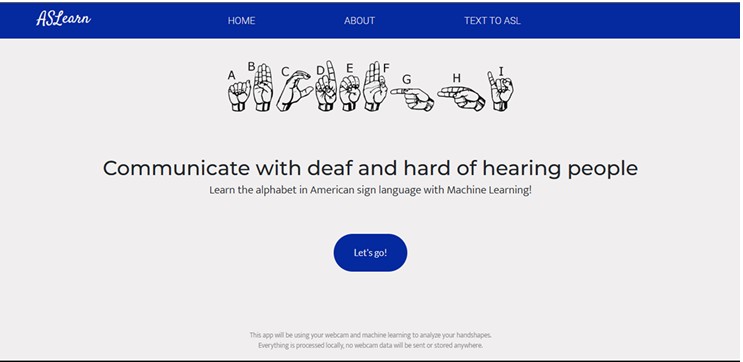 ASLearn HOME ABOUT TEXT TO ASL
A B C D E F G H I
Communicate with deaf and hard of hearing people
Learn the alphabet in American sign language with Machine Learning!
Let's go!
This app will be using your webcam and machine learning to analyze your handshapes.
Everything is processed locally, no webcam data will be sent or stored anywhere.